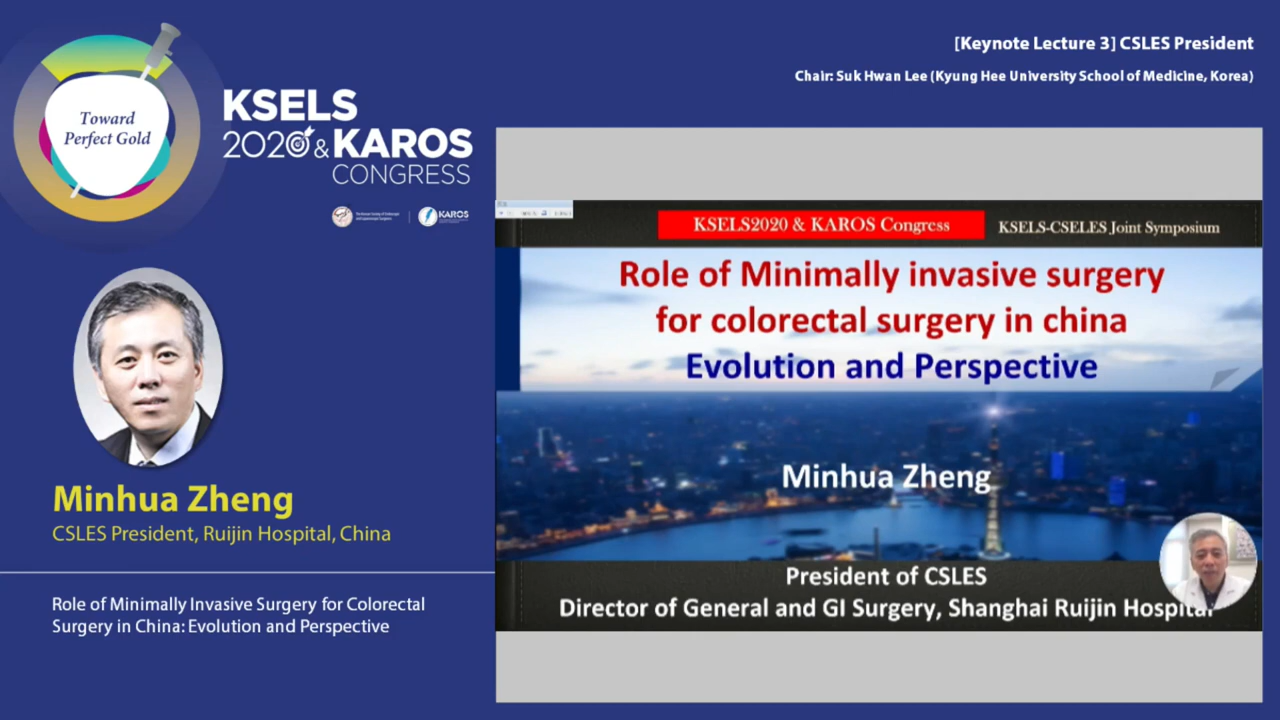 [Keynote Lecture 3] CSLES President
Chair: Suk Hwan Lee (Kyung Hee University School of Medicine, Korea)
Toward
Perfect Gold
KSELS
2020 & KAROS
CONGRESS
KAROS
KSELS2020 & KAROS Congress
KSELS-CSELES Joint Symposium
Role of Minimally invasive surgery
for colorectal surgery in china
Evolution and Perspective
Minhua Zheng
President of CSLES
Director of General and GI Surgery, Shanghai Ruijin Hospital
Minhua Zheng
CSLES President, Ruijin Hospital, China
Role of Minimally Invasive Surgery for Colorectal
Surgery in China: Evolution and Perspective